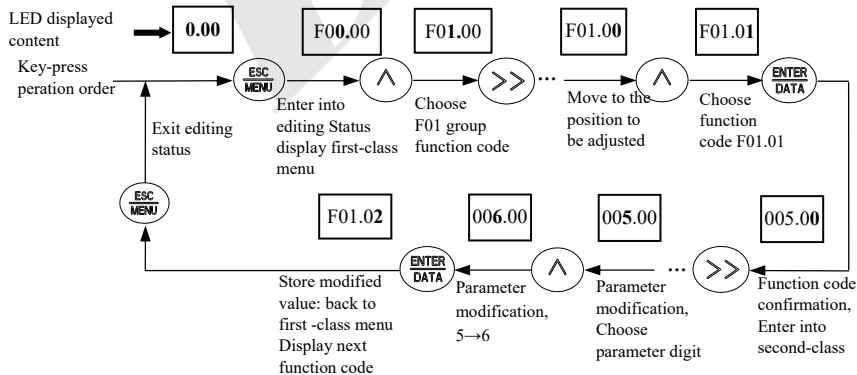 LED displayed
content
0.00
F00.00
F01.00
F01.00
F01.01
Key-press
peration order
ESC
MENU
∧
>>
...
∧
ENTER
DATA
Exit editing
status
Enter into
editing Status
display first-class
menu
Choose
F01 group
function code
Move to the
position to
be adjusted
Choose
function
code F01.01
ESC
MENU
F01.02
006.00
005.00
005.00
ENTER
DATA
∧
...
>>
Store modified
value: back to
first -class menu
Display next
function code
Parameter
modification,
5→6
Parameter
modification,
Choose
parameter digit
Function code
confirmation,
Enter into
second-class